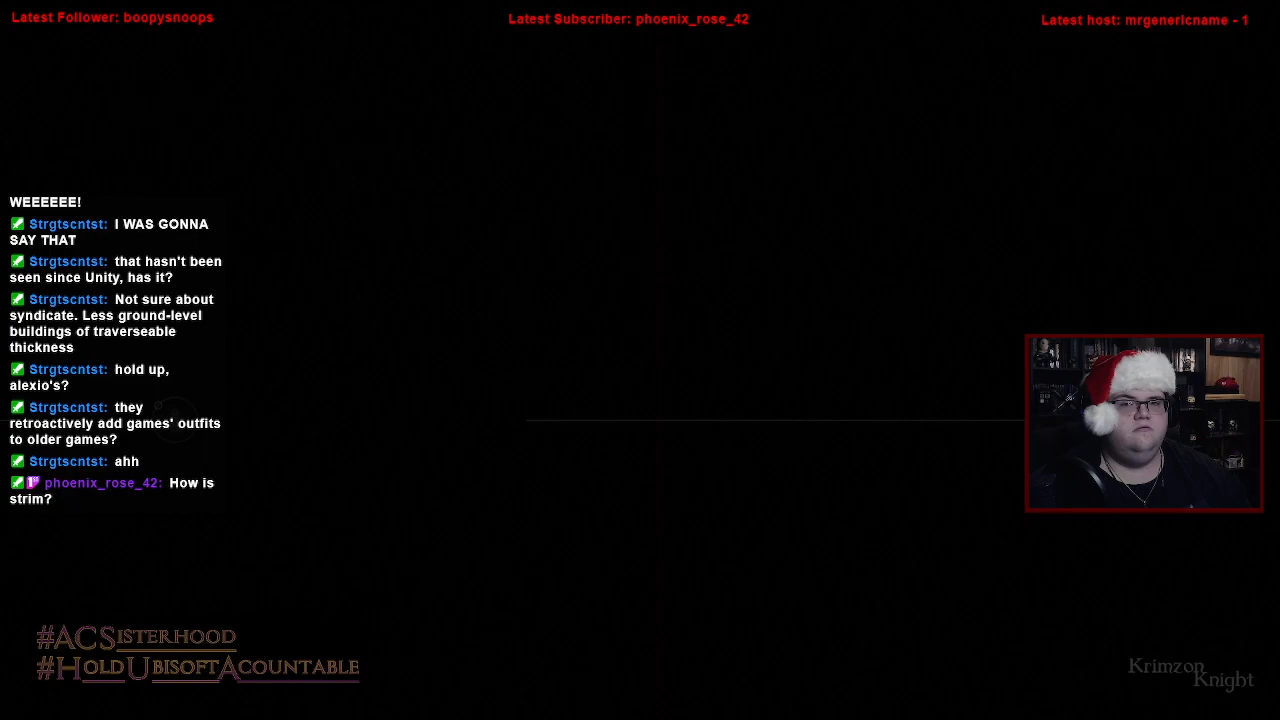 Latest Follower: boopysnoops
Latest Subscriber: phoenix_rose_42
Latest host: mrgenericname - 1
WEEEEEE!
Strgtscntst: I WAS GONNA
SAY THAT
Strgtscntst: that hasn't been
seen since Unity, has it?
Strgtscntst: Not sure about
syndicate. Less ground-level
buildings of traverseable
thickness
Strgtscntst: hold up,
alexio's?
Strgtscntst: they
retroactively add games' outfits
to older games?
Strgtscntst: ahh
1st phoenix_rose_42: How is
strim?
#ACSisterhood
#HoldUbisoftAcountable
Krimzon
Knight